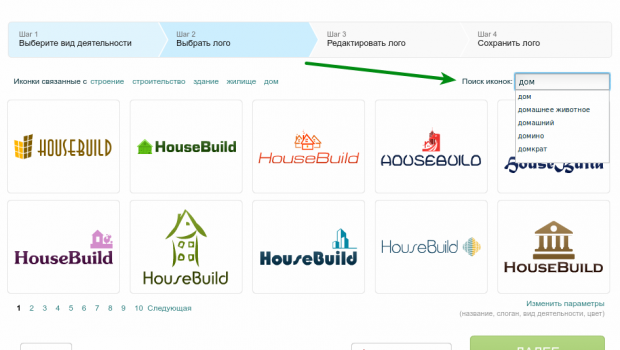 Шаг 1
Выберите вид деятельности
Шаг 2
Выбрать лого
Шаг 3
Редактировать лого
Шаг 4
Сохранить лого
Иконки связанные с строение строительство здание жилище дом
Поиск иконок: дом
дом
домашнее животное
домашний
домино
домкрат
HOUSEBUILD
HouseBuild
HouseBuild
HOUSEBUILD
HouseBuild
HouseBuild
HouseBuild
HouseBuild
HOUSEBUILD
1 2 3 4 5 6 7 8 9 10 Следующая
Изменить параметры
(название, слоган, вид деятельности, цвет)